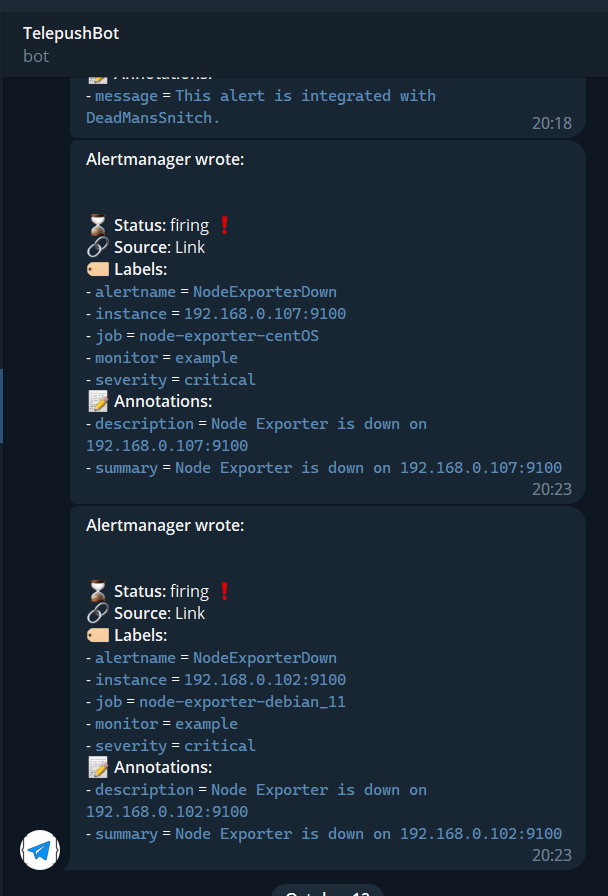 TelepushBot
bot
Annotations:
- message = This alert is integrated with
DeadMansSnitch.
20:18
Alertmanager wrote:
Status: firing ❗
Source: Link
Labels:
- alertname = NodeExporterDown
- instance = 192.168.0.107:9100
- job = node-exporter-centOS
- monitor = example
- severity = critical
Annotations:
- description = Node Exporter is down on
192.168.0.107:9100
- summary = Node Exporter is down on 192.168.0.107:9100
20:23
Alertmanager wrote:
Status: firing ❗
Source: Link
Labels:
- alertname = NodeExporterDown
- instance = 192.168.0.102:9100
- job = node-exporter-debian_11
- monitor = example
- severity = critical
Annotations:
- description = Node Exporter is down on
192.168.0.102:9100
- summary = Node Exporter is down on 192.168.0.102:9100
20:23